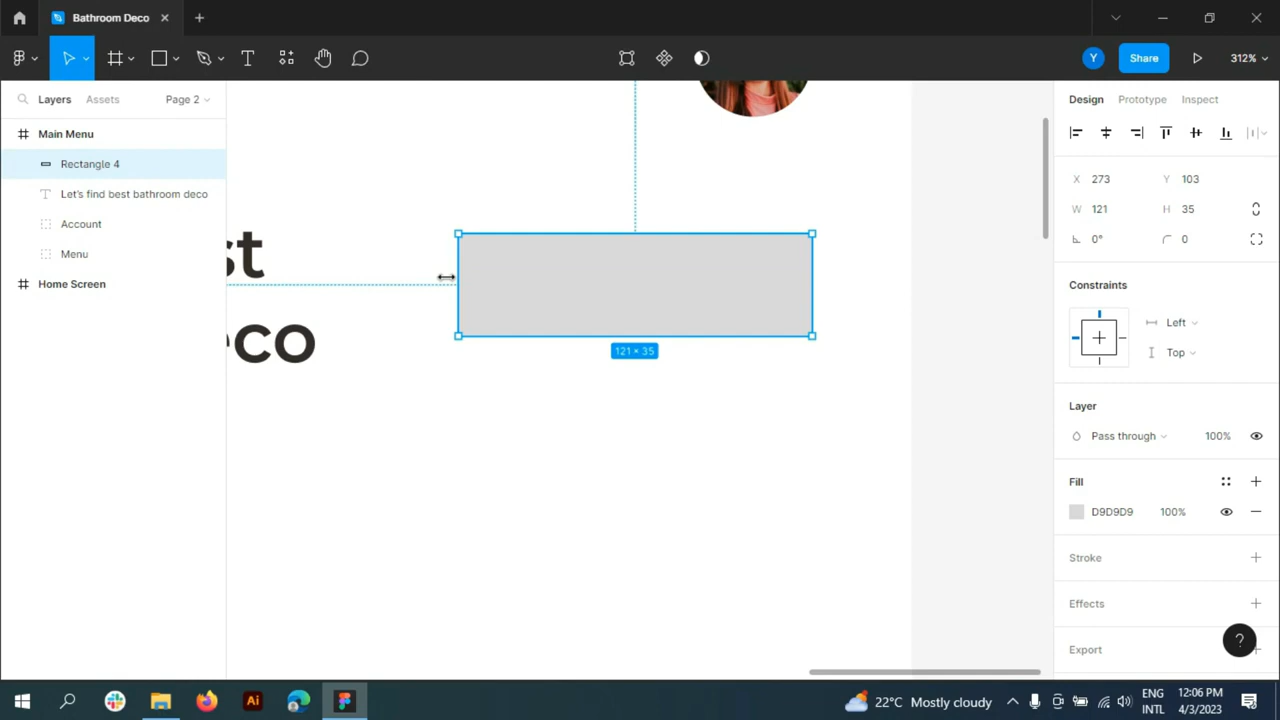 Bathroom Deco
Y
Share
312%
Layers
Assets
Page 2
Main Menu
Rectangle 4
Let's find best bathroom deco
Account
Menu
Home Screen
st
eco
121 × 35
Design
Prototype
Inspect
X 273
Y 103
W 121
H 35
0°
0
Constraints
Left
Top
Layer
Pass through
100%
Fill
D9D9D9
100%
Stroke
Effects
Export
?
Ai
22°C Mostly cloudy
ENG
INTL
12:06 PM
4/3/2023